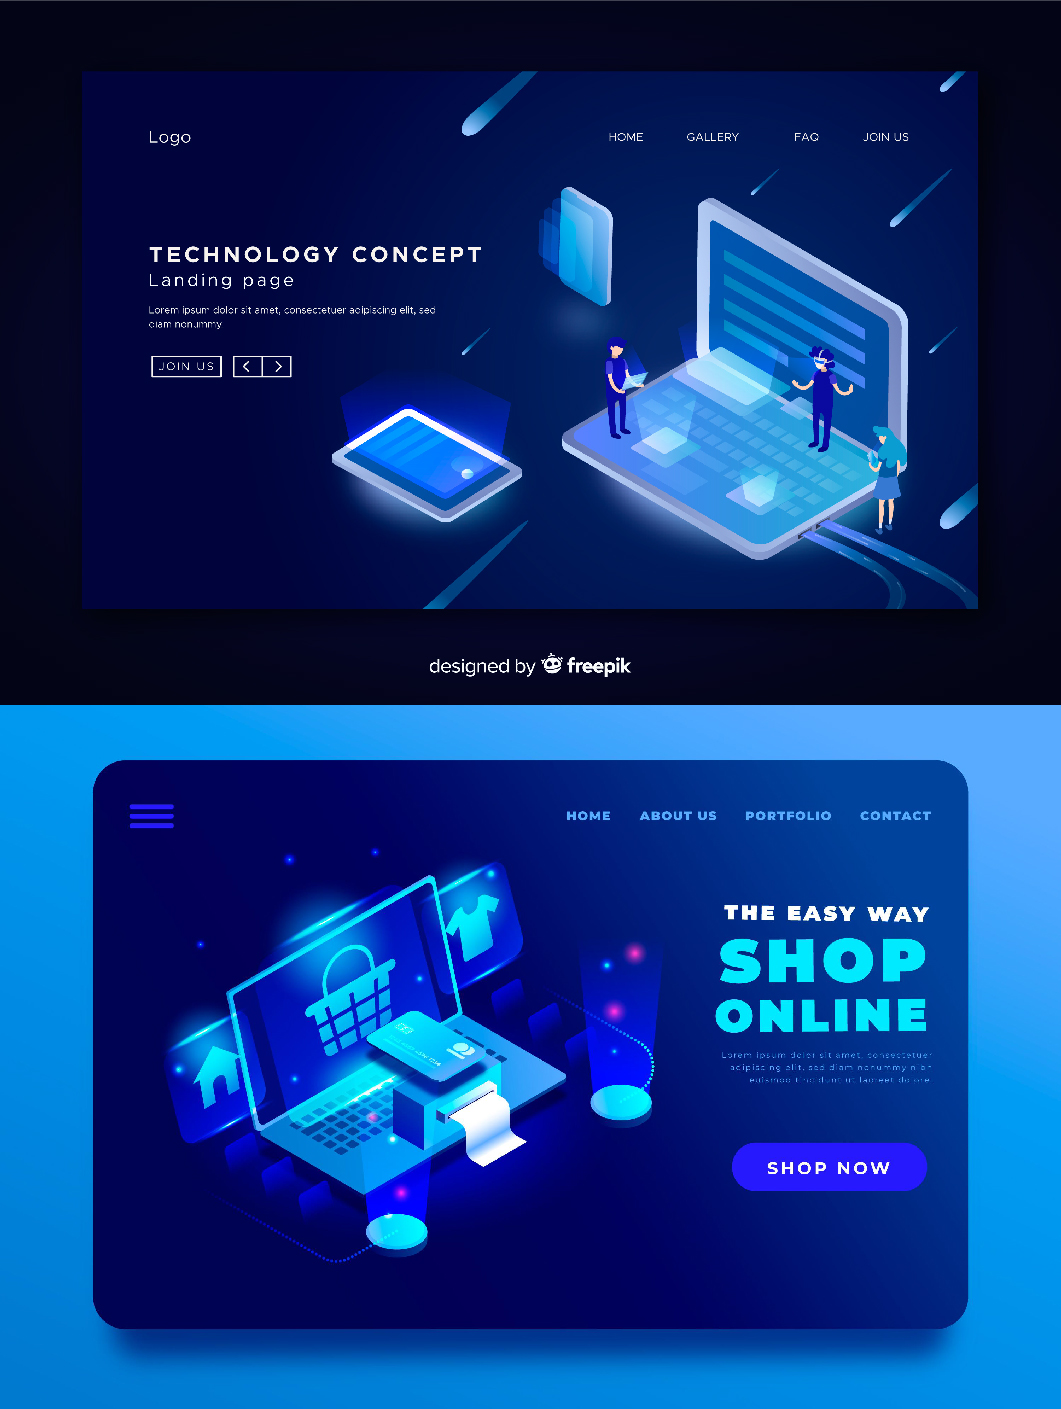 Logo
HOME GALLERY FAQ JOIN US
TECHNOLOGY CONCEPT
Landing page
Lorem ipsum dolor sit amet, consectetuer adipiscing elit, sed
diam nonummy
JOIN US
designed by freepik
HOME ABOUT US PORTFOLIO CONTACT
THE EASY WAY
SHOP
ONLINE
Lorem ipsum dolor sit amet, consectetuer
adipiscing elit, sed diam nonummy nibh
euismod tincidunt ut laoreet dolore
SHOP NOW